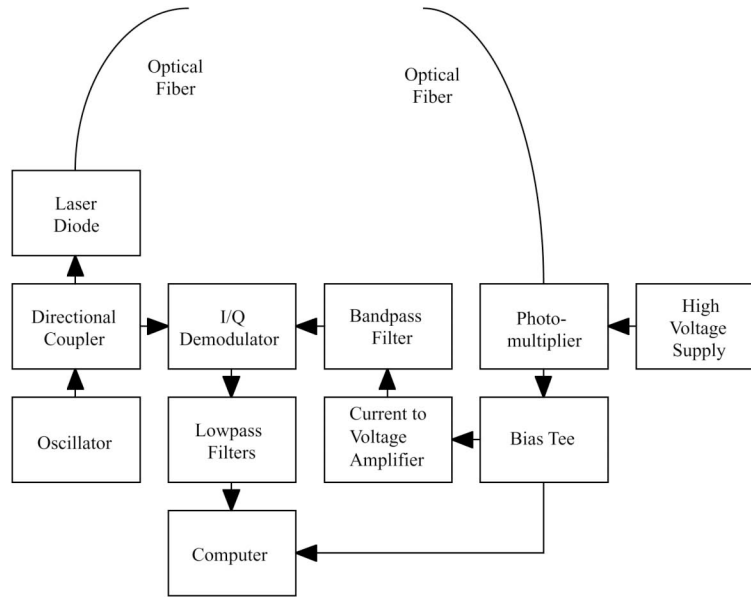 Optical
Fiber
Optical
Fiber
Laser
Diode
Directional
Coupler
I/Q
Demodulator
Bandpass
Filter
Photo-
multiplier
High
Voltage
Supply
Oscillator
Lowpass
Filters
Current to
Voltage
Amplifier
Bias Tee
Computer